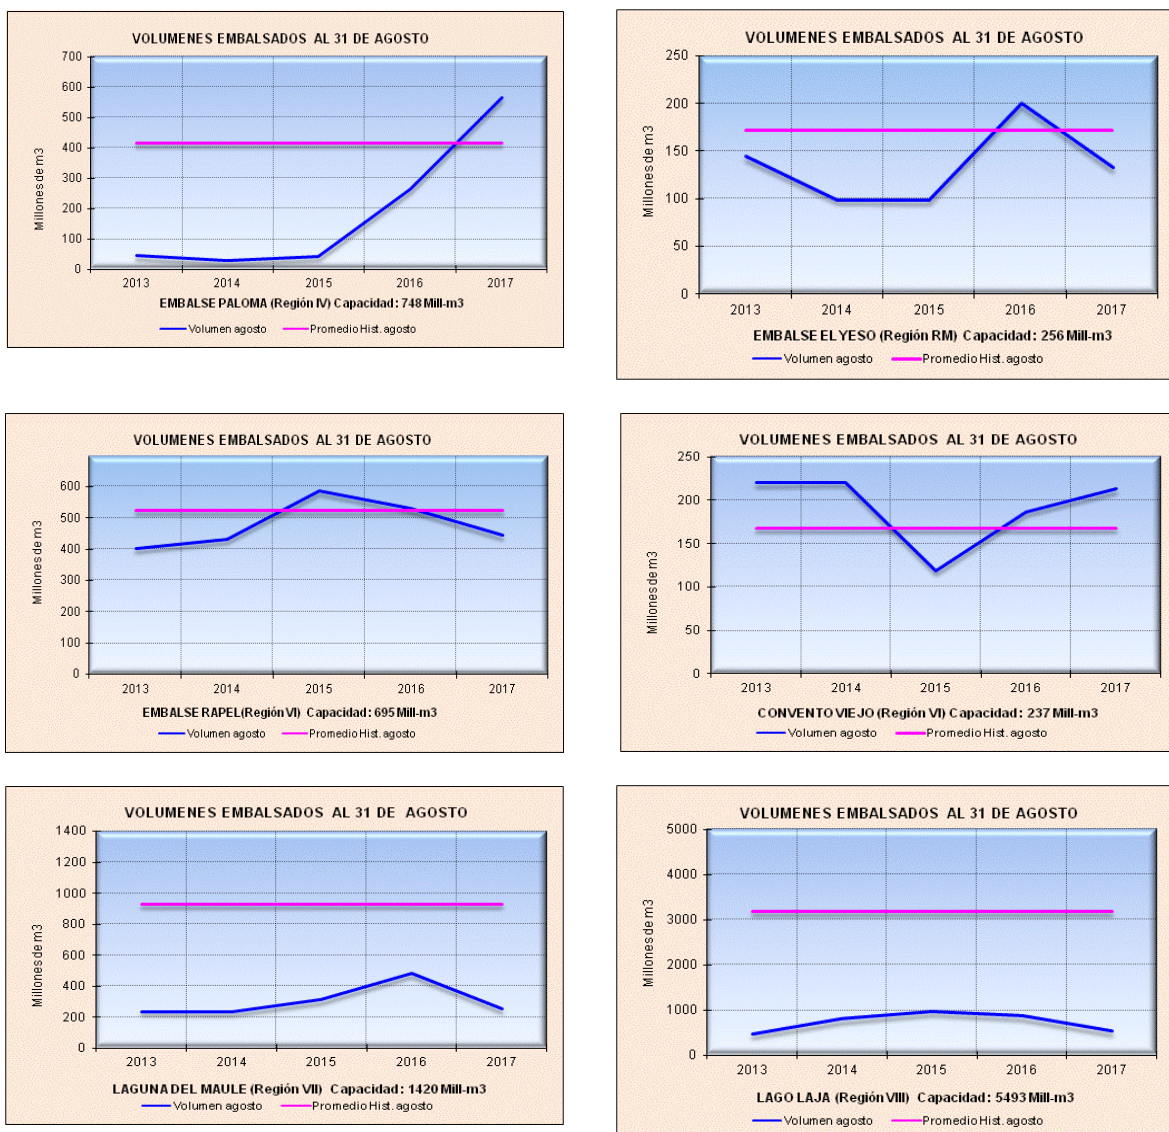 VOLUMENES EMBALSADOS AL 31 DE AGOSTO
700
600
500
400
300
200
100
0
Millones de m3
2013 2014 2015 2016 2017
EMBALSE PALOMA (Región IV) Capacidad: 748 Mill-m3
Volumen agosto Promedio Hist. agosto
VOLUMENES EMBALSADOS AL 31 DE AGOSTO
250
200
150
100
50
0
Millones de m3
2013 2014 2015 2016 2017
EMBALSE EL YESO (Región RM) Capacidad: 256 Mill-m3
Volumen agosto Promedio Hist. agosto
VOLUMENES EMBALSADOS AL 31 DE AGOSTO
600
500
400
300
200
100
0
Millones de m3
2013 2014 2015 2016 2017
EMBALSE RAPEL(Región VI) Capacidad: 695 Mill-m3
Volumen agosto Promedio Hist. agosto
VOLUMENES EMBALSADOS AL 31 DE AGOSTO
250
200
150
100
50
0
Millones de m3
2013 2014 2015 2016 2017
CONVENTO VIEJO (Región VI) Capacidad: 237 Mill-m3
Volumen agosto Promedio Hist. agosto
VOLUMENES EMBALSADOS AL 31 DE AGOSTO
1400
1200
1000
800
600
400
200
0
Millones de m3
2013 2014 2015 2016 2017
LAGUNA DEL MAULE (Región VII) Capacidad: 1420 Mill-m3
Volumen agosto Promedio Hist. agosto
VOLUMENES EMBALSADOS AL 31 DE AGOSTO
5000
4000
3000
2000
1000
0
Millones de m3
2013 2014 2015 2016 2017
LAGO LAJA (Región VIII) Capacidad: 5493 Mill-m3
Volumen agosto Promedio Hist. agosto